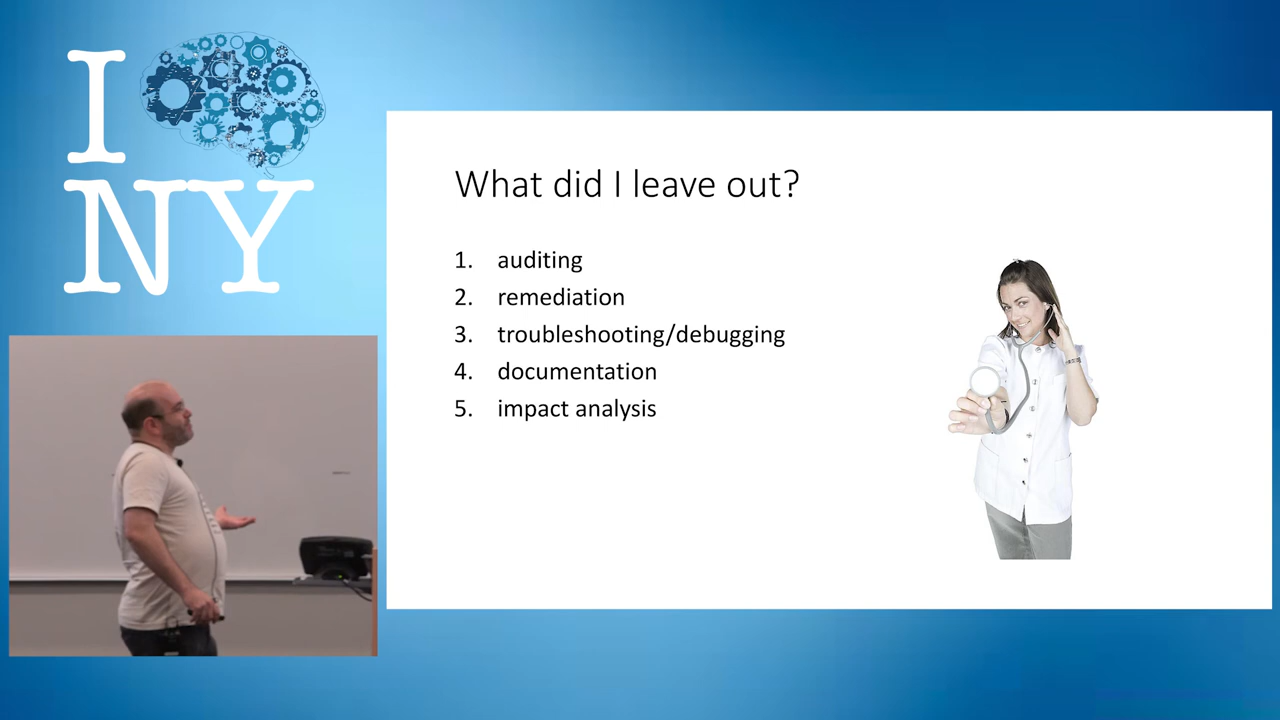 I
NY
What did I leave out?
1. auditing
2. remediation
3. troubleshooting/debugging
4. documentation
5. impact analysis